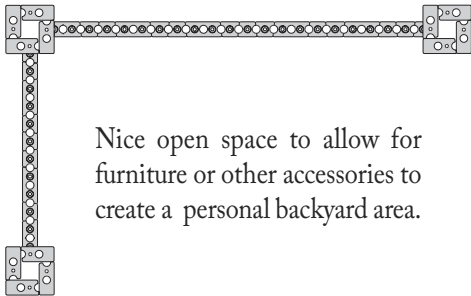 Nice open space to allow for
furniture or other accessories to
create a personal backyard area.